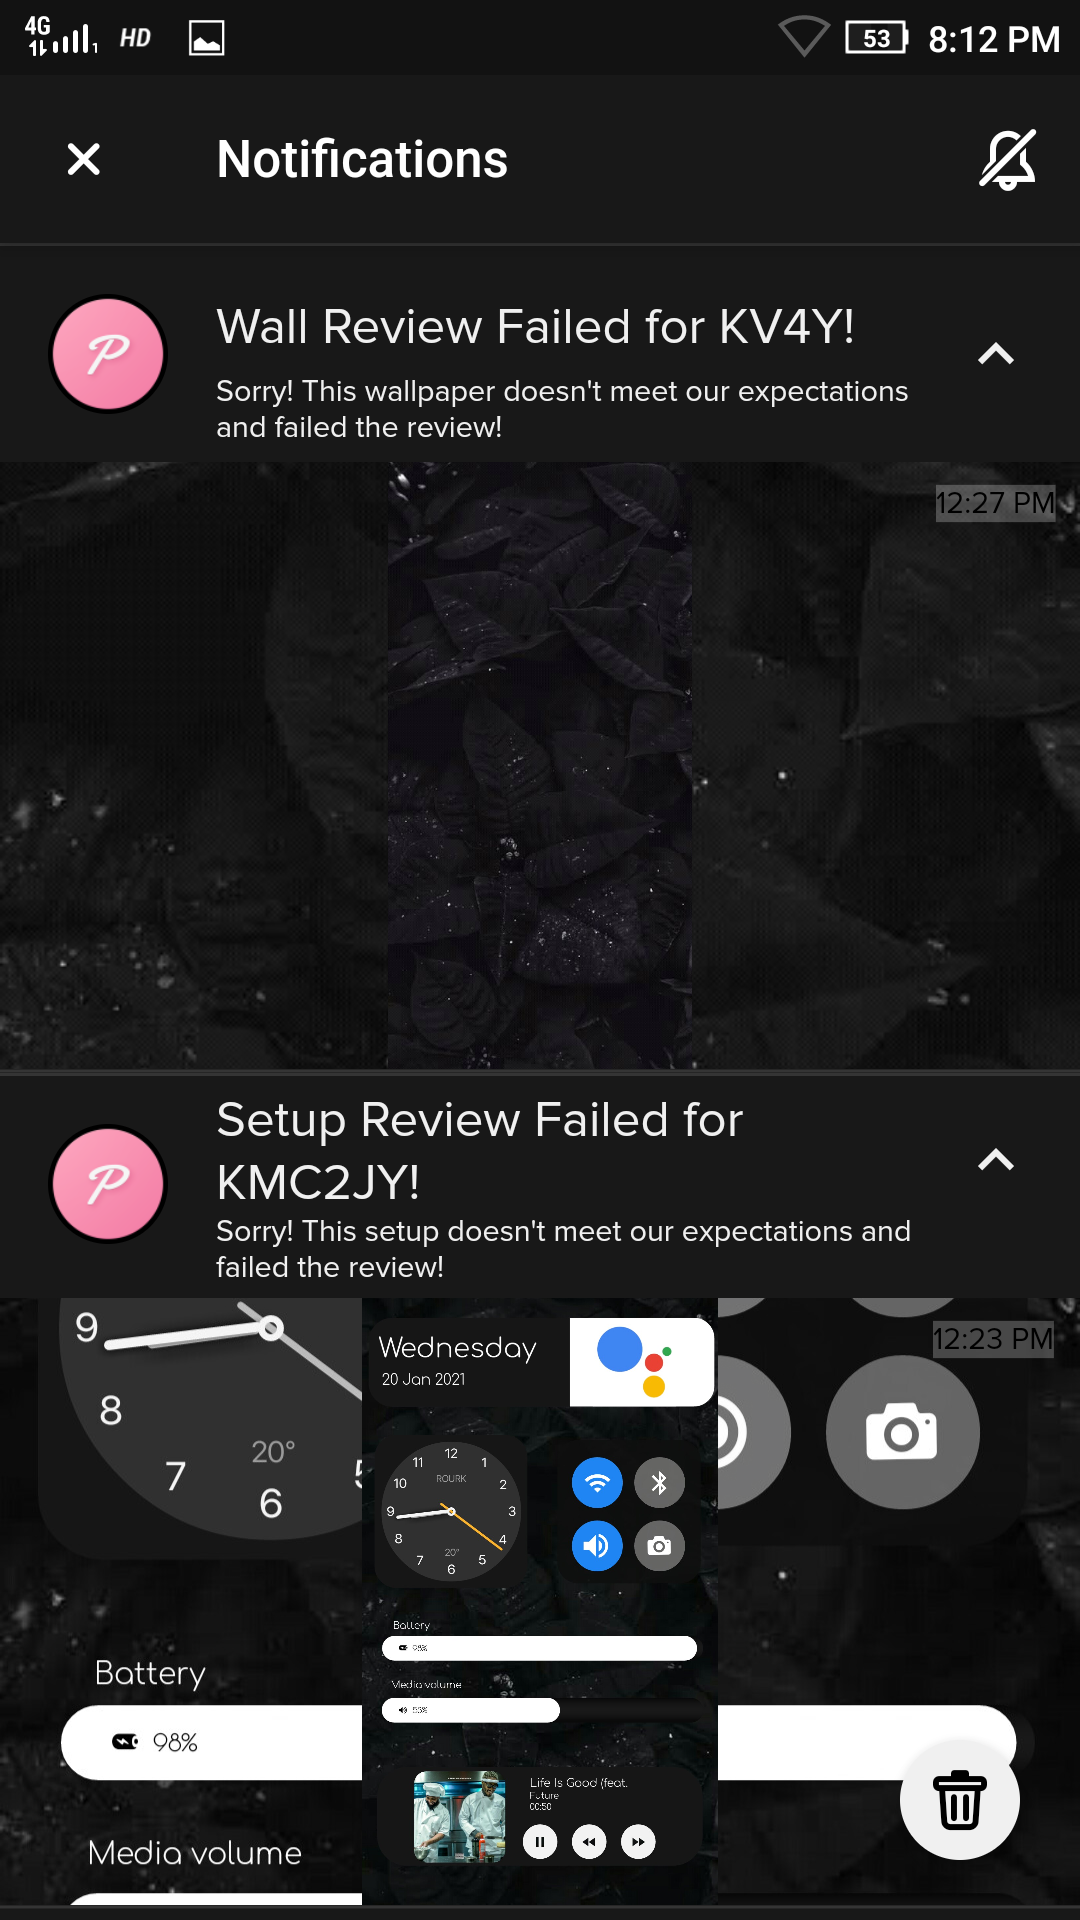 4G
1 HD 53 8:12 PM
Notifications
P
Wall Review Failed for KV4Y!
Sorry! This wallpaper doesn't meet our expectations
and failed the review!
12:27 PM
P
Setup Review Failed for
KMC2JY!
Sorry! This setup doesn't meet our expectations and
failed the review!
12:23 PM
9
8
7
6
20°
Wednesday
20 Jan 2021
12
11 1
ROURK
10 2
9 3
8 4
20°
7 5
6
Battery
98%
Media volume
55%
Life Is Good (feat.
Future
00:50
Battery
98%
Media volume